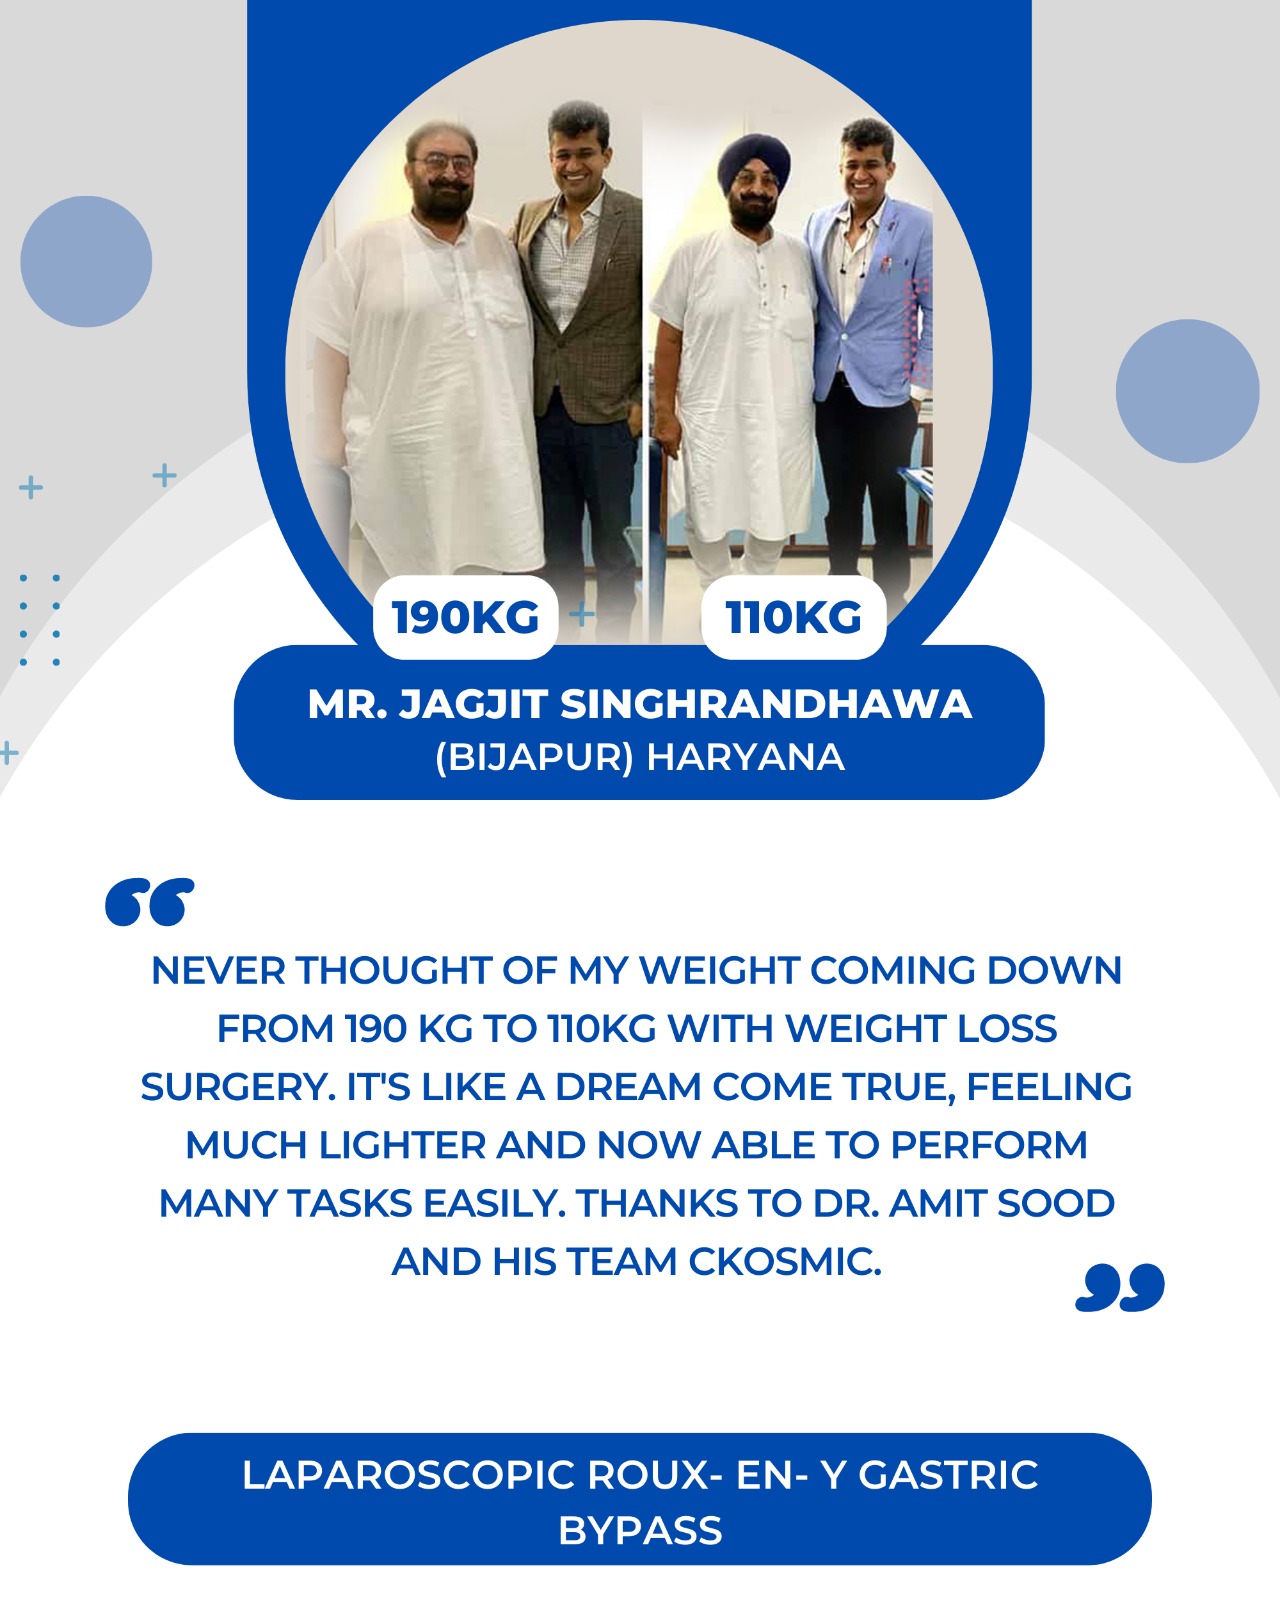 190KG
110KG
MR. JAGJIT SINGHRANDHAWA
(BIJAPUR) HARYANA
“
NEVER THOUGHT OF MY WEIGHT COMING DOWN
FROM 190 KG TO 110KG WITH WEIGHT LOSS
SURGERY. IT'S LIKE A DREAM COME TRUE, FEELING
MUCH LIGHTER AND NOW ABLE TO PERFORM
MANY TASKS EASILY. THANKS TO DR. AMIT SOOD
AND HIS TEAM CKOSMIC.
”
LAPAROSCOPIC ROUX- EN- Y GASTRIC
BYPASS